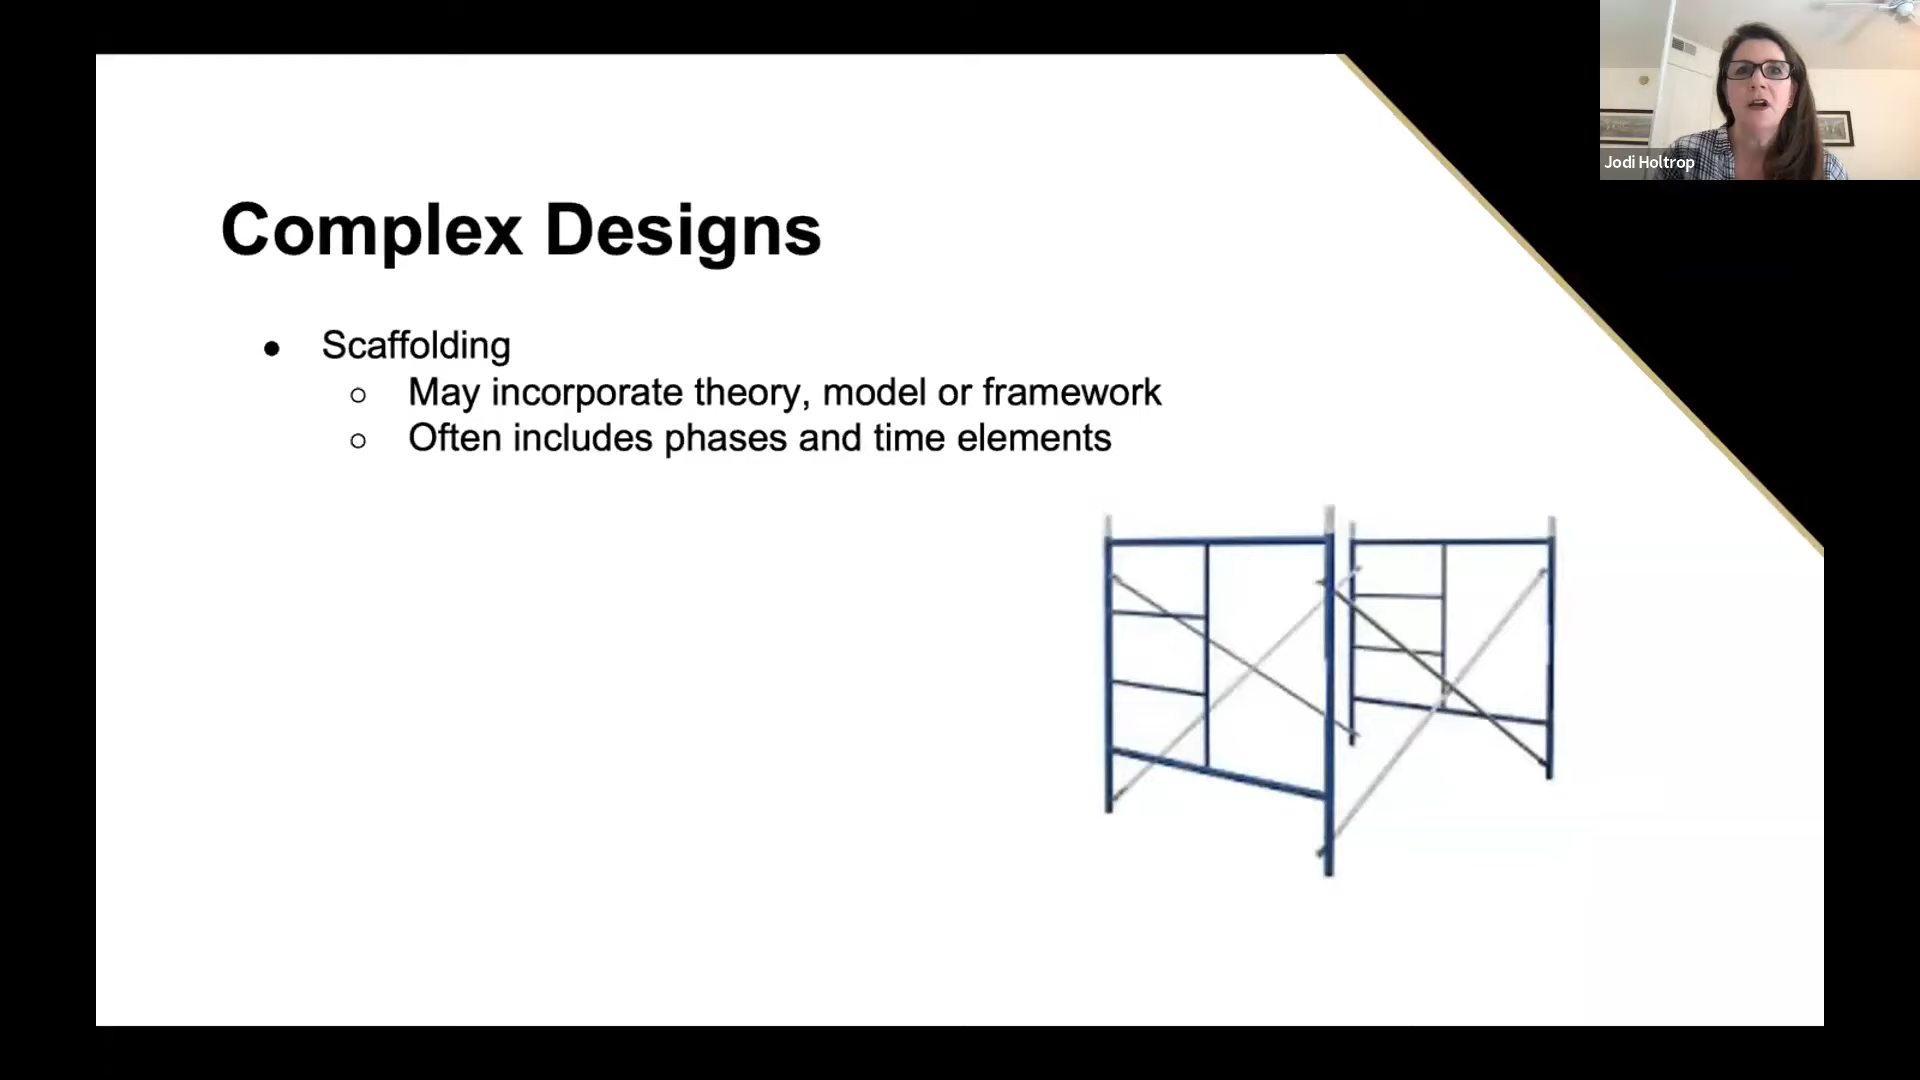 Jodi Holtrop
Complex Designs
● Scaffolding
○ May incorporate theory, model or framework
○ Often includes phases and time elements